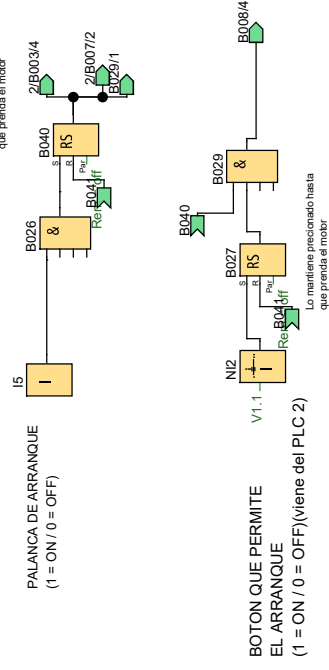 que prenda el motor
2/B003/4
2/B007/2
B029/1
B040
RS
S
R
Par
B041
Rem
off
B026
&
I5
I
PALANCA DE ARRANQUE
(1 = ON / 0 = OFF)
B008/4
B029
&
B040
B027
RS
S
R
Par
B041
Rem
off
Lo mantiene precionado hasta
que prenda el motor
NI2
I
V1.1
BOTON QUE PERMITE
EL ARRANQUE
(1 = ON / 0 = OFF)(viene del PLC 2)